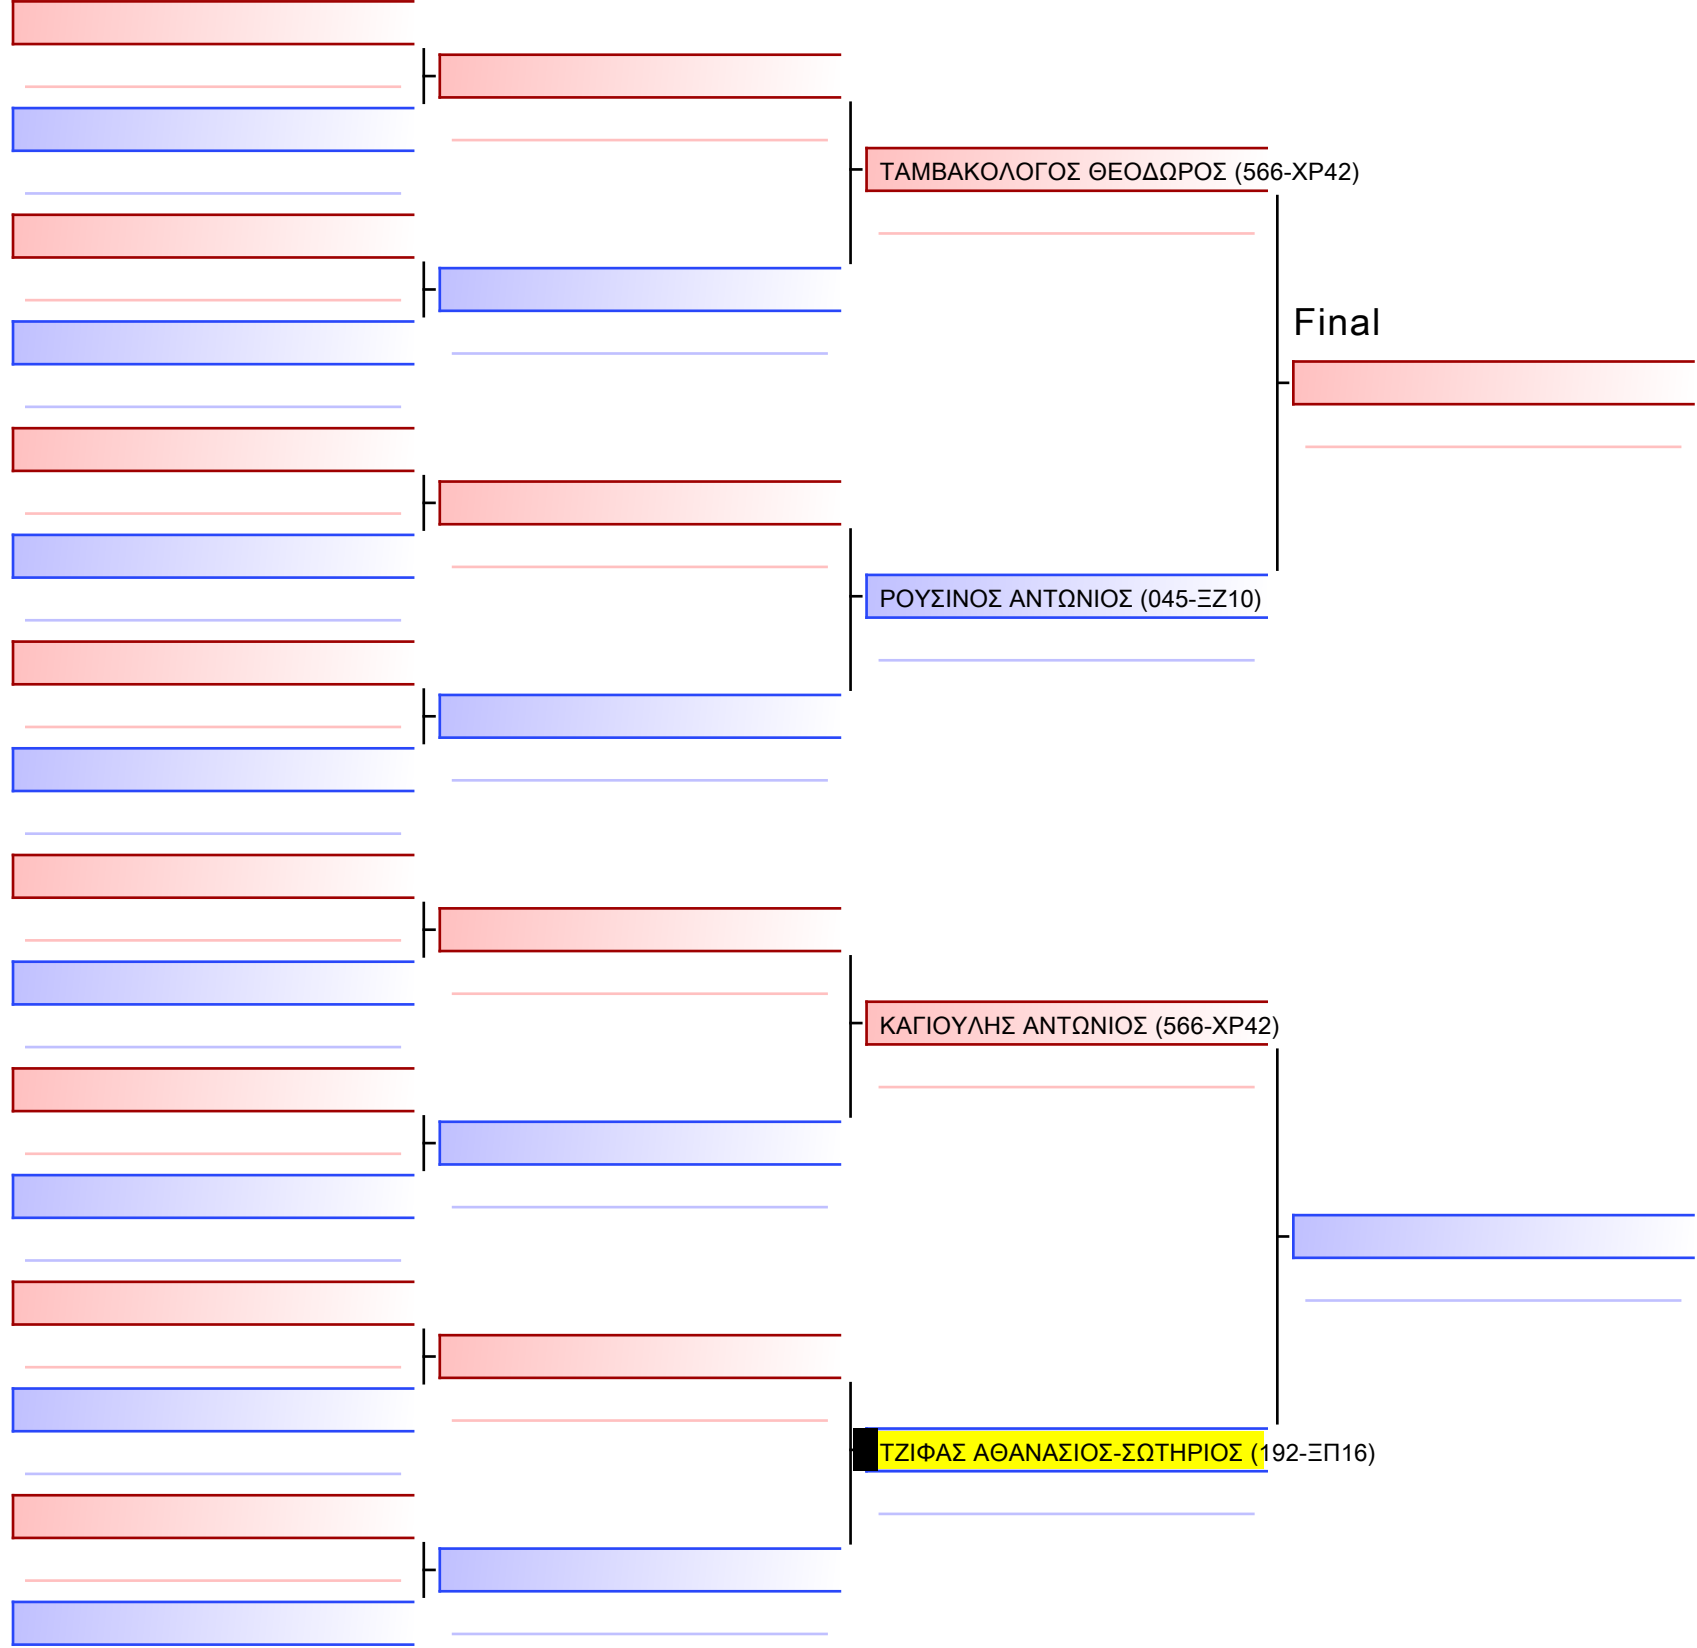 ΤΑΜΒΑΚΟΛΟΓΟΣ ΘΕΟΔΩΡΟΣ (566-ΧΡ42)
Final
ΡΟΥΣΙΝΟΣ ΑΝΤΩΝΙΟΣ (045-ΞΖ10)
ΚΑΓΙΟΥΛΗΣ ΑΝΤΩΝΙΟΣ (566-ΧΡ42)
ΤΖΙΦΑΣ ΑΘΑΝΑΣΙΟΣ-ΣΩΤΗΡΙΟΣ (192-ΞΠ16)